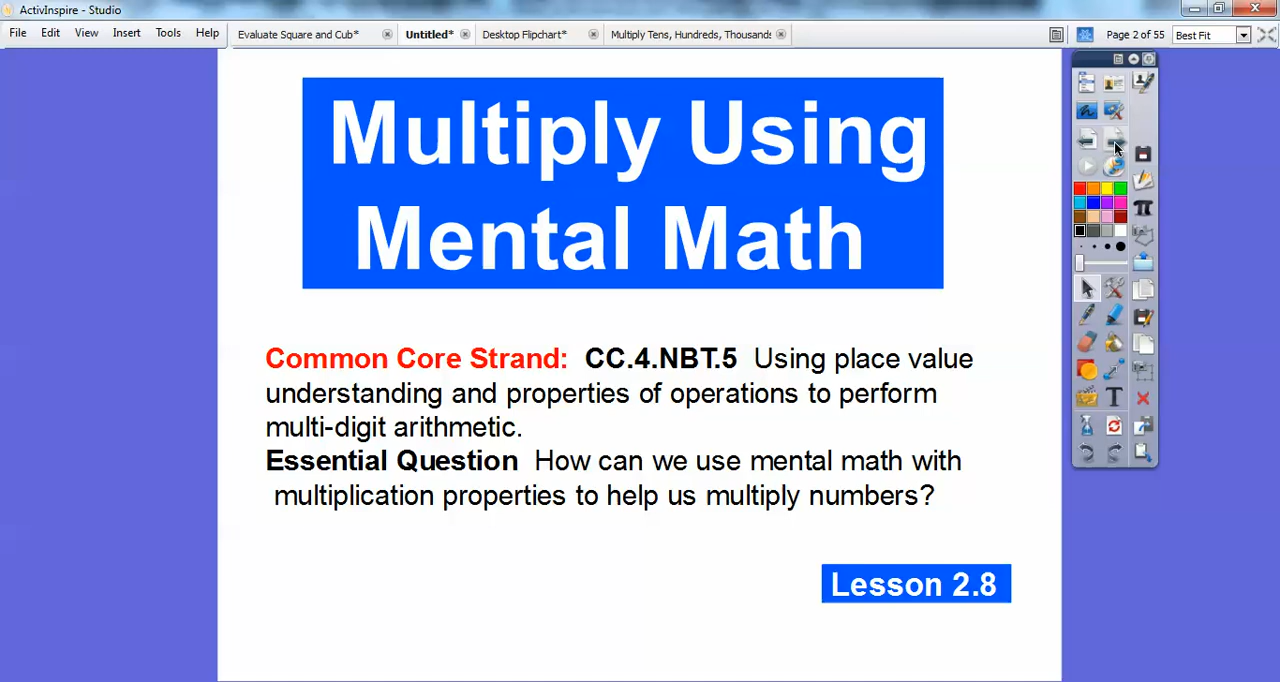 ActivInspire - Studio
File Edit View Insert Tools Help Evaluate Square and Cub* Untitled* Desktop Flipchart* Multiply Tens, Hundreds, Thousands Page 2 of 55 Best Fit
Multiply Using
Mental Math
Common Core Strand: CC.4.NBT.5 Using place value
understanding and properties of operations to perform
multi-digit arithmetic.
Essential Question How can we use mental math with
multiplication properties to help us multiply numbers?
Lesson 2.8